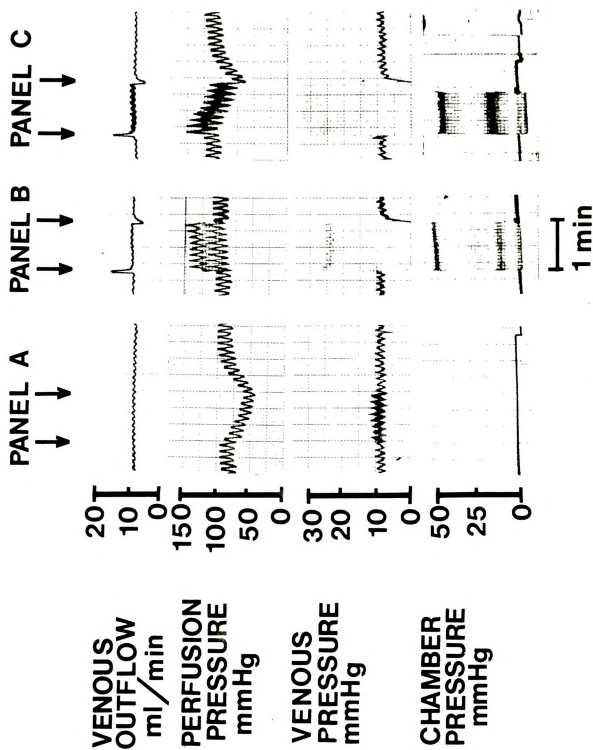 PANEL A
PANEL B
PANEL C
VENOUS
OUTFLOW
ml/min
20
10
0
PERFUSION
PRESSURE
mmHg
150
100
50
0
VENOUS
PRESSURE
mmHg
30
20
10
0
CHAMBER
PRESSURE
mmHg
50
25
0
1 min